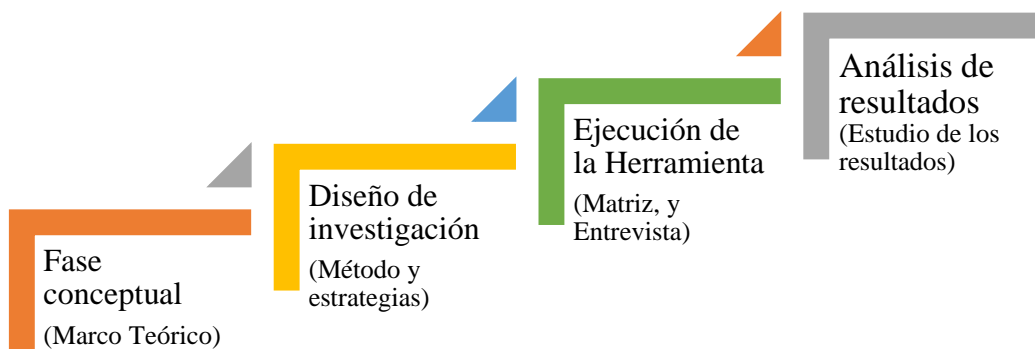 Fase
conceptual
(Marco Teórico)
Diseño de
investigación
(Método y
estrategias)
Ejecución de
la Herramienta
(Matriz, y
Entrevista)
Análisis de
resultados
(Estudio de los
resultados)